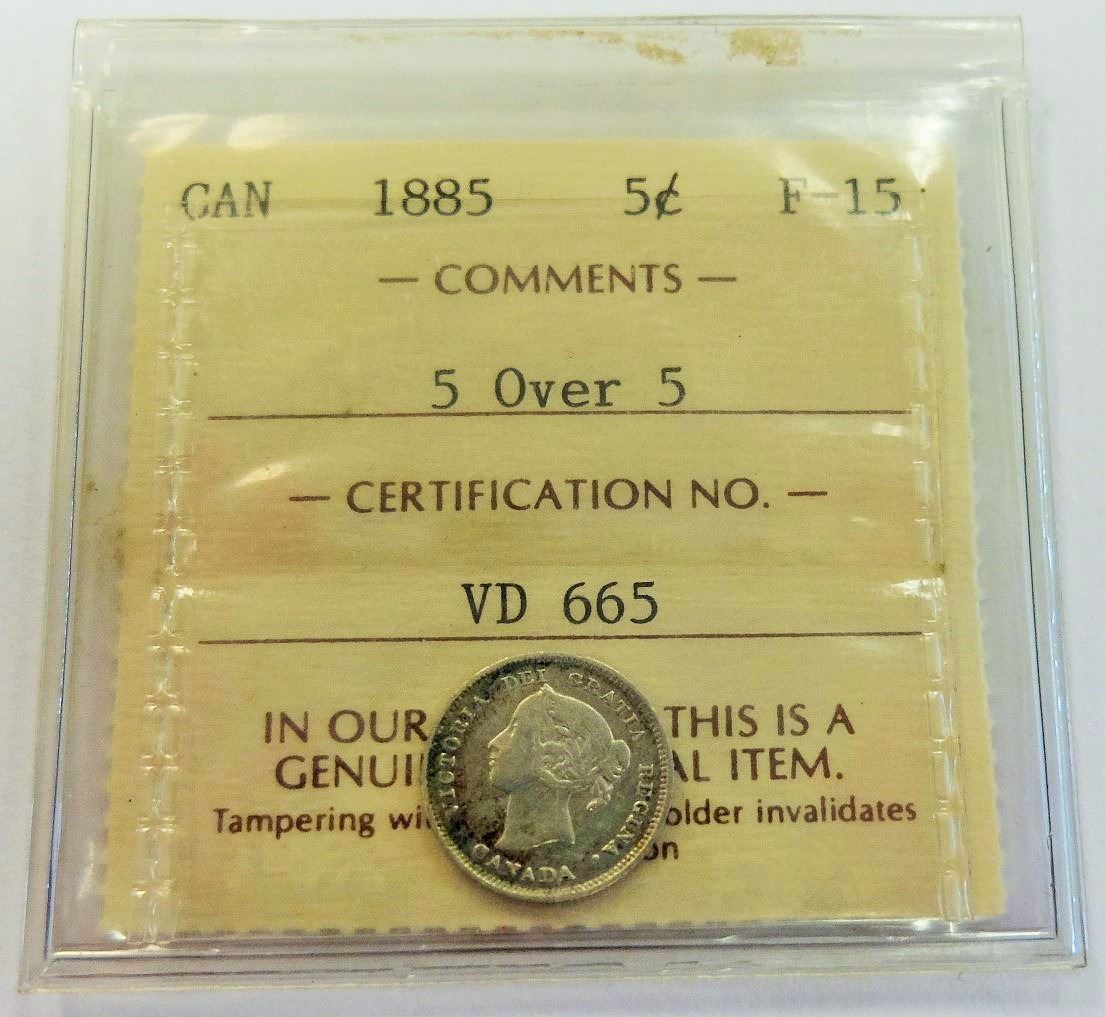 CAN 1885 5¢ F-15
— COMMENTS —
5 Over 5
— CERTIFICATION NO. —
VD 665
IN OUR THIS IS A
GENUI AL ITEM.
Tampering wi older invalidates
on
VICTORIA DEI GRATIA REGINA.
CANADA